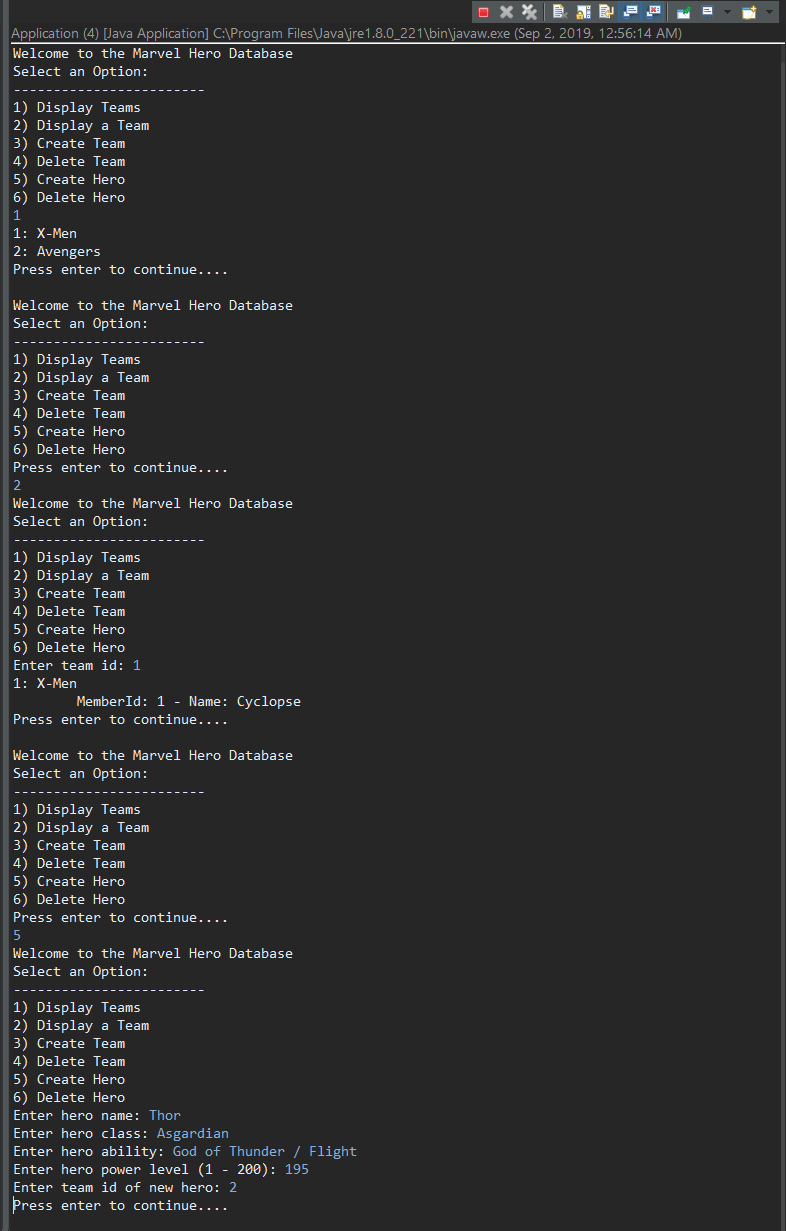 Application (4) [Java Application] C:\Program Files\Java\jre1.8.0_221\bin\javaw.exe (Sep 2, 2019, 12:56:14 AM)
Welcome to the Marvel Hero Database
Select an Option:
------------------------
1) Display Teams
2) Display a Team
3) Create Team
4) Delete Team
5) Create Hero
6) Delete Hero
1
1: X-Men
2: Avengers
Press enter to continue....

Welcome to the Marvel Hero Database
Select an Option:
------------------------
1) Display Teams
2) Display a Team
3) Create Team
4) Delete Team
5) Create Hero
6) Delete Hero
Press enter to continue....
2
Welcome to the Marvel Hero Database
Select an Option:
------------------------
1) Display Teams
2) Display a Team
3) Create Team
4) Delete Team
5) Create Hero
6) Delete Hero
Enter team id: 1
1: X-Men
        MemberId: 1 - Name: Cyclopse
Press enter to continue....

Welcome to the Marvel Hero Database
Select an Option:
------------------------
1) Display Teams
2) Display a Team
3) Create Team
4) Delete Team
5) Create Hero
6) Delete Hero
Press enter to continue....
5
Welcome to the Marvel Hero Database
Select an Option:
------------------------
1) Display Teams
2) Display a Team
3) Create Team
4) Delete Team
5) Create Hero
6) Delete Hero
Enter hero name: Thor
Enter hero class: Asgardian
Enter hero ability: God of Thunder / Flight
Enter hero power level (1 - 200): 195
Enter team id of new hero: 2
Press enter to continue....